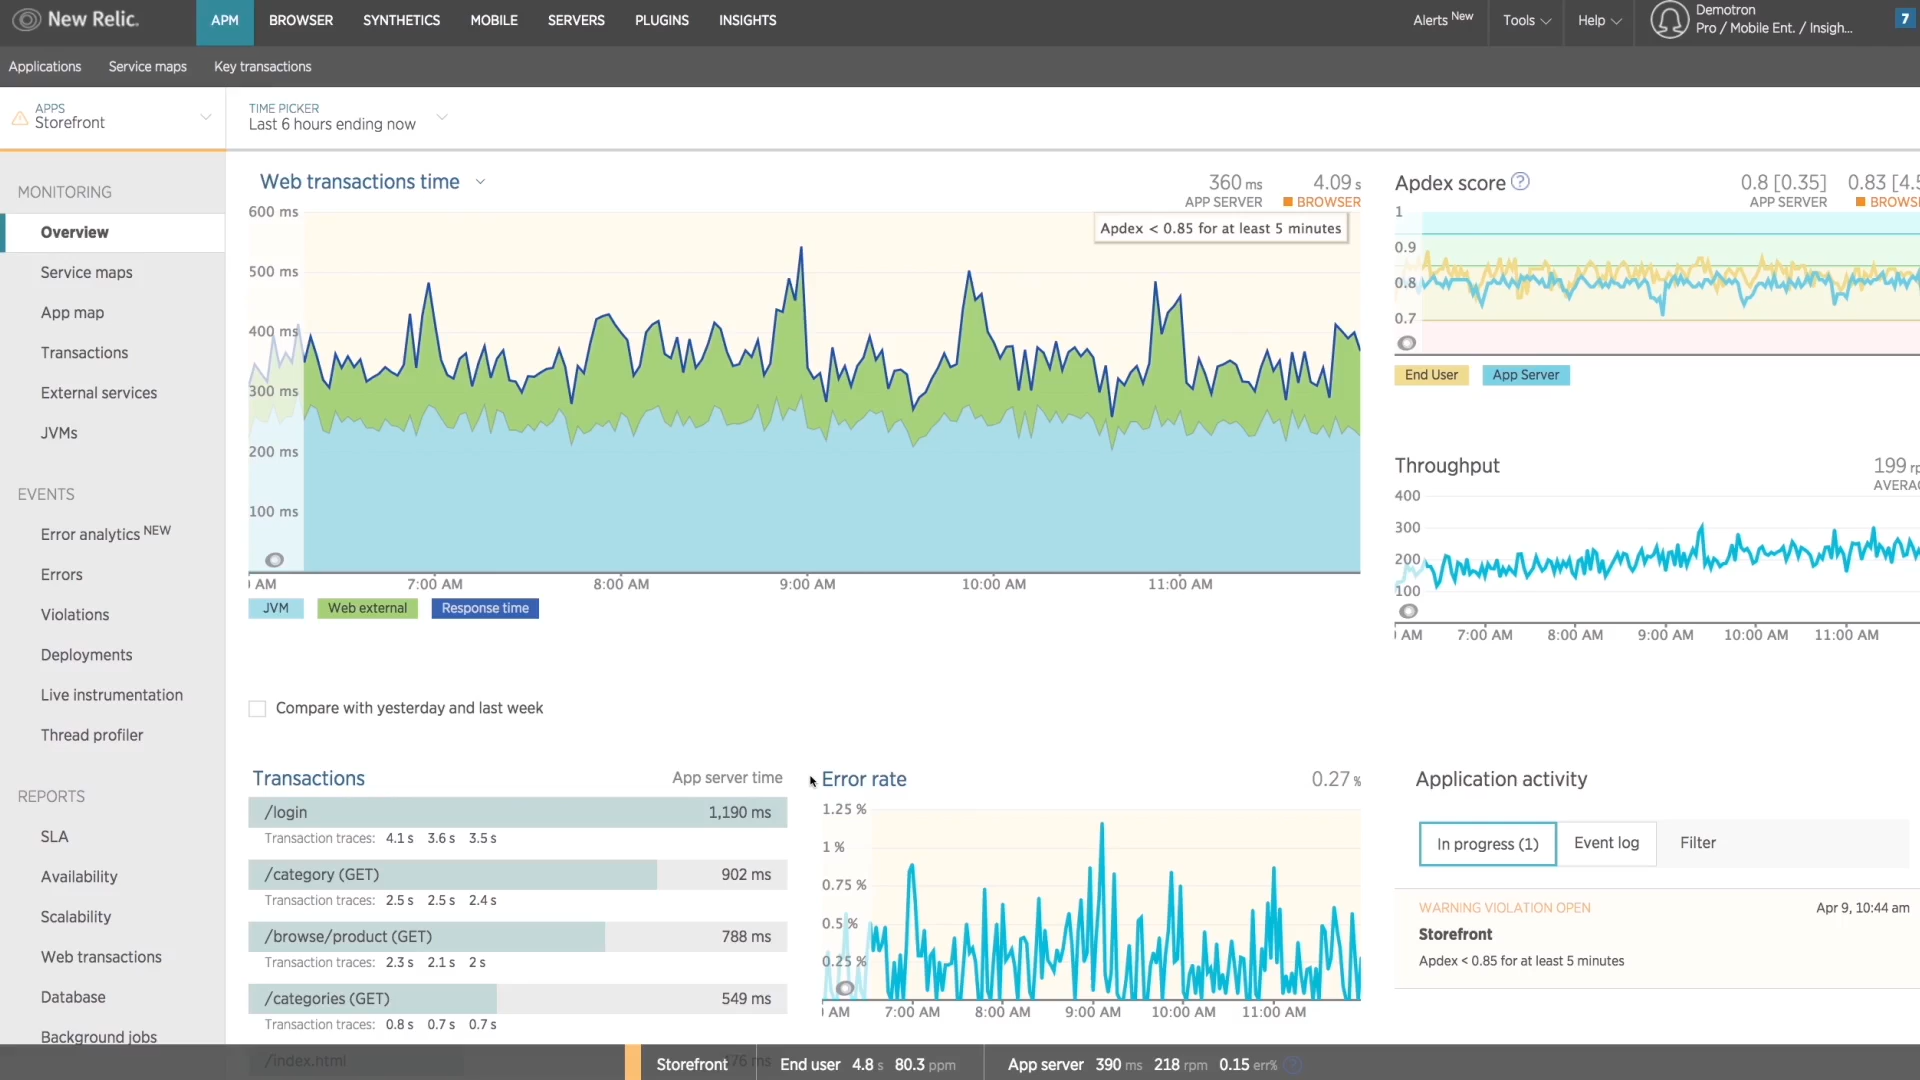 New Relic.
APM BROWSER SYNTHETICS MOBILE SERVERS PLUGINS INSIGHTS
Alerts New Tools Help
Demotron
Pro / Mobile Ent. / Insigh...
7
Applications Service maps Key transactions
APPS
Storefront
TIME PICKER
Last 6 hours ending now
MONITORING
Overview
Service maps
App map
Transactions
External services
JVMs
EVENTS
Error analytics NEW
Errors
Violations
Deployments
Live instrumentation
Thread profiler
REPORTS
SLA
Availability
Scalability
Web transactions
Database
Background jobs
Web transactions time
360 ms 4.09 s
APP SERVER BROWSER
Apdex < 0.85 for at least 5 minutes
600 ms
500 ms
400 ms
300 ms
200 ms
100 ms
AM 7:00 AM 8:00 AM 9:00 AM 10:00 AM 11:00 AM
JVM Web external Response time
Compare with yesterday and last week
Apdex score ?
0.8 [0.35] 0.83 [4.5
APP SERVER BROWS
1
0.9
0.8
0.7
End User App Server
Throughput
199 rp
AVERAG
400
300
200
100
AM 7:00 AM 8:00 AM 9:00 AM 10:00 AM 11:00 AM
Transactions App server time
/login 1,190 ms
Transaction traces: 4.1 s 3.6 s 3.5 s
/category (GET) 902 ms
Transaction traces: 2.5 s 2.5 s 2.4 s
/browse/product (GET) 788 ms
Transaction traces: 2.3 s 2.1 s 2 s
/categories (GET) 549 ms
Transaction traces: 0.8 s 0.7 s 0.7 s
/index.html 476 ms
Error rate 0.27 %
1.25 %
1 %
0.75 %
0.5 %
0.25 %
AM 7:00 AM 8:00 AM 9:00 AM 10:00 AM 11:00 AM
Application activity
In progress (1) Event log Filter
WARNING VIOLATION OPEN Apr 9, 10:44 am
Storefront
Apdex < 0.85 for at least 5 minutes
Storefront End user 4.8 s 80.3 ppm App server 390 ms 218 rpm 0.15 err% ?